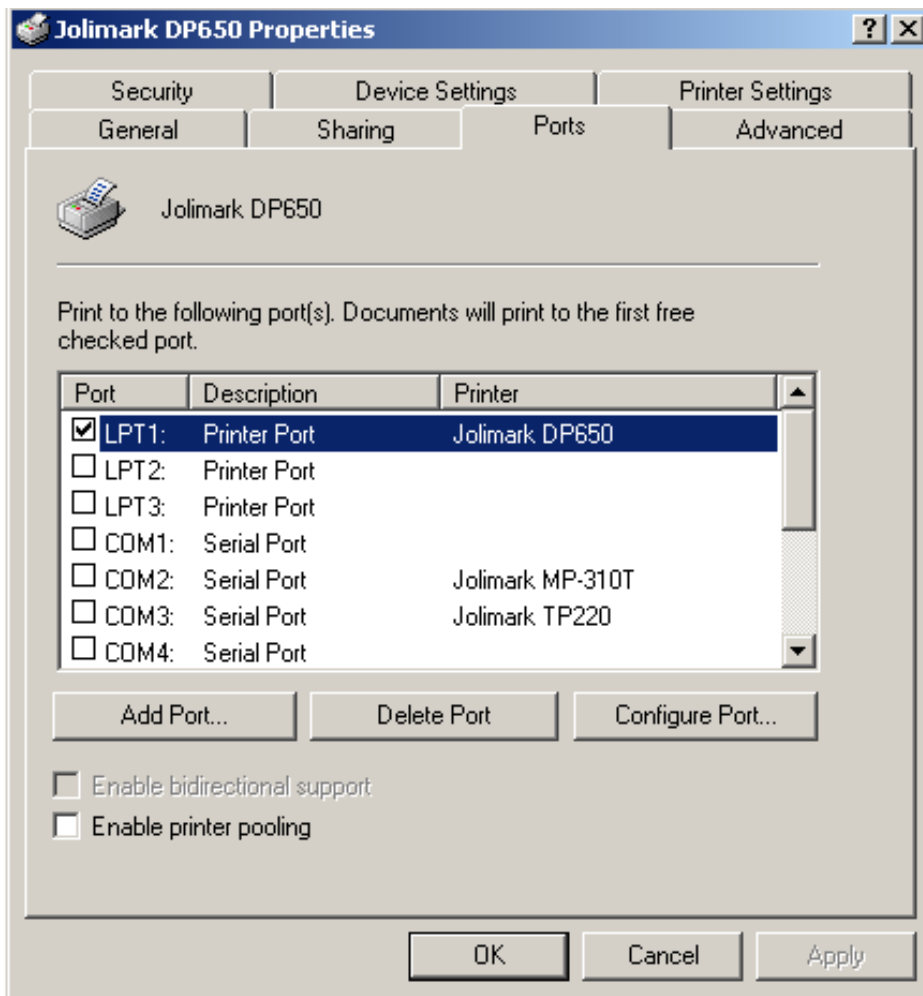 Jolimark DP650 Properties
Security Device Settings Printer Settings
General Sharing Ports Advanced
Jolimark DP650
Print to the following port(s). Documents will print to the first free
checked port.
Port Description Printer
LPT1: Printer Port Jolimark DP650
LPT2: Printer Port
LPT3: Printer Port
COM1: Serial Port
COM2: Serial Port Jolimark MP-310T
COM3: Serial Port Jolimark TP220
COM4: Serial Port
Add Port... Delete Port Configure Port...
Enable bidirectional support
Enable printer pooling
OK Cancel Apply